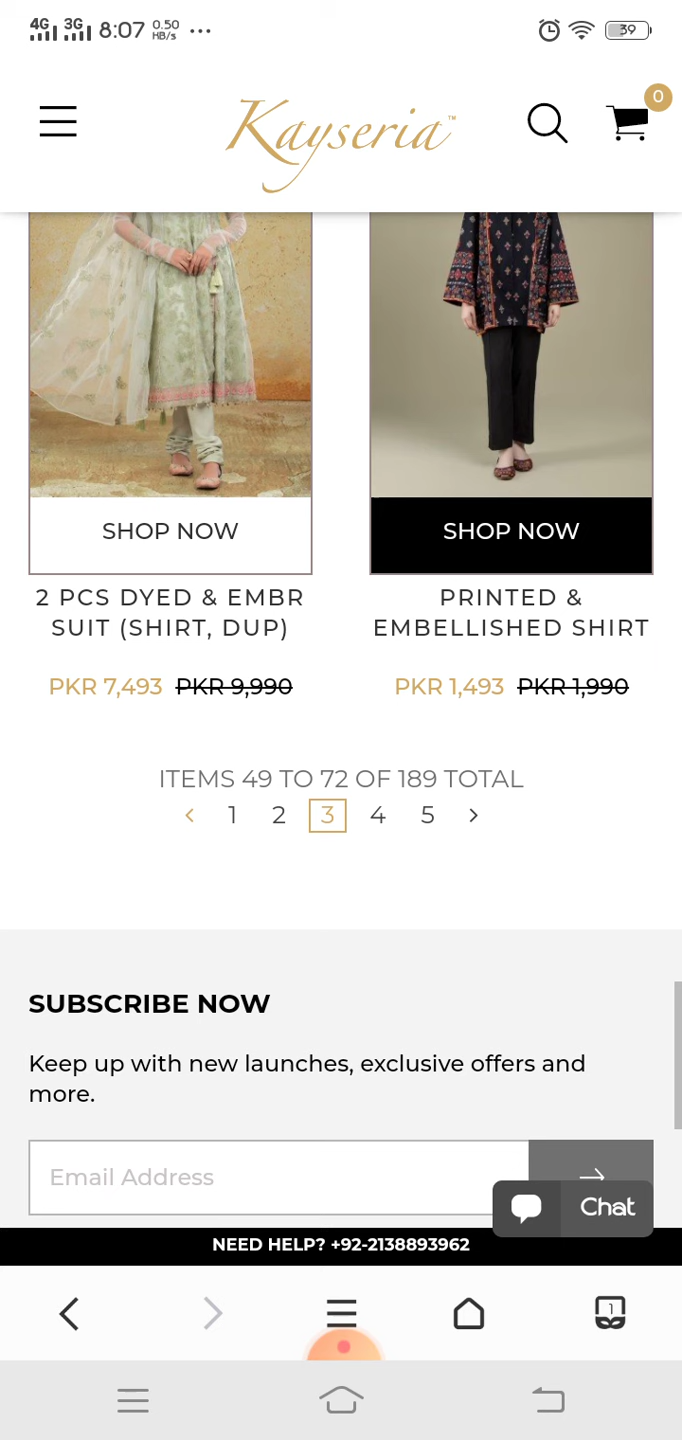 4G 3G 8:07 0.50 HB/s ... 39
Kayseria™ 0
SHOP NOW
2 PCS DYED & EMBR
SUIT (SHIRT, DUP)
PKR 7,493 PKR 9,990
SHOP NOW
PRINTED &
EMBELLISHED SHIRT
PKR 1,493 PKR 1,990
ITEMS 49 TO 72 OF 189 TOTAL
1 2 3 4 5
SUBSCRIBE NOW
Keep up with new launches, exclusive offers and
more.
Email Address
Chat
NEED HELP? +92-2138893962
1